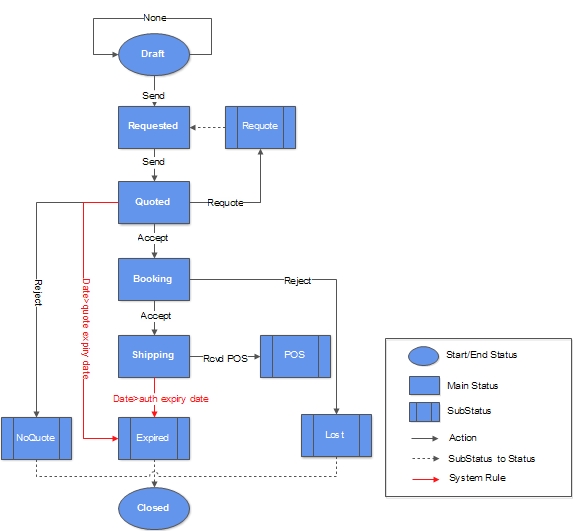 None
Draft
Send
Requested
Requote
Send
Quoted
Requote
Accept
Booking
Reject
Reject
Date>quote expiry date
Accept
Shipping
Rcvd POS
POS
Date>auth expiry date
NoQuote
Expired
Lost
Closed
Start/End Status
Main Status
SubStatus
Action
SubStatus to Status
System Rule